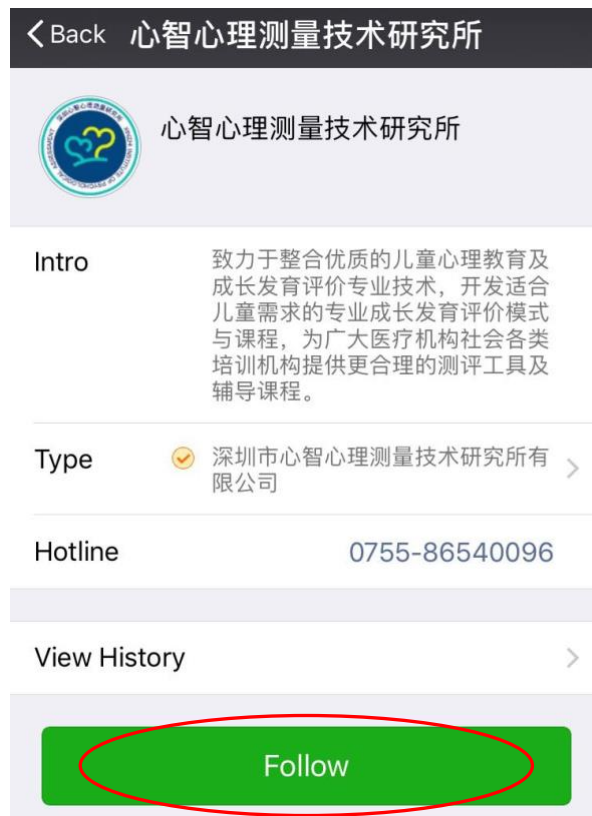 Back 心智心理测量技术研究所
心智心理测量技术研究所
Intro 致力于整合优质的儿童心理教育及
成长发育评价专业技术，开发适合
儿童需求的专业成长发育评价模式
与课程，为广大医疗机构社会各类
培训机构提供更合理的测评工具及
辅导课程。
Type 深圳市心智心理测量技术研究所有
限公司
Hotline 0755-86540096
View History
Follow